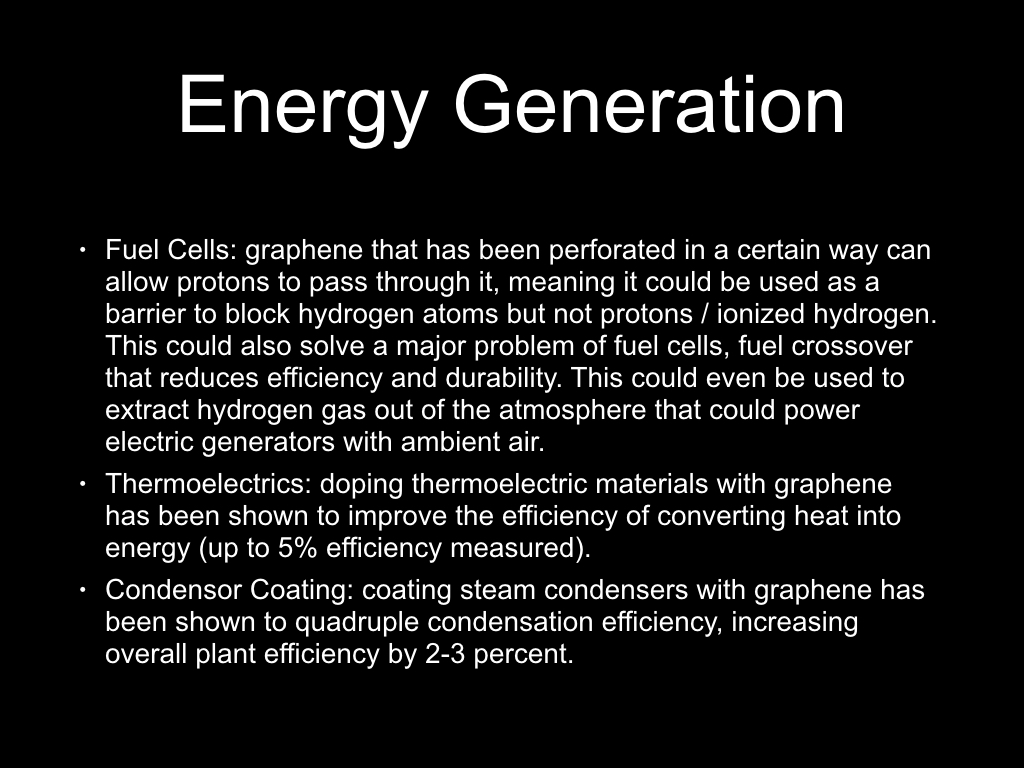 Energy Generation
• Fuel Cells: graphene that has been perforated in a certain way can
allow protons to pass through it, meaning it could be used as a
barrier to block hydrogen atoms but not protons / ionized hydrogen.
This could also solve a major problem of fuel cells, fuel crossover
that reduces efficiency and durability. This could even be used to
extract hydrogen gas out of the atmosphere that could power
electric generators with ambient air.
• Thermoelectrics: doping thermoelectric materials with graphene
has been shown to improve the efficiency of converting heat into
energy (up to 5% efficiency measured).
• Condensor Coating: coating steam condensers with graphene has
been shown to quadruple condensation efficiency, increasing
overall plant efficiency by 2-3 percent.